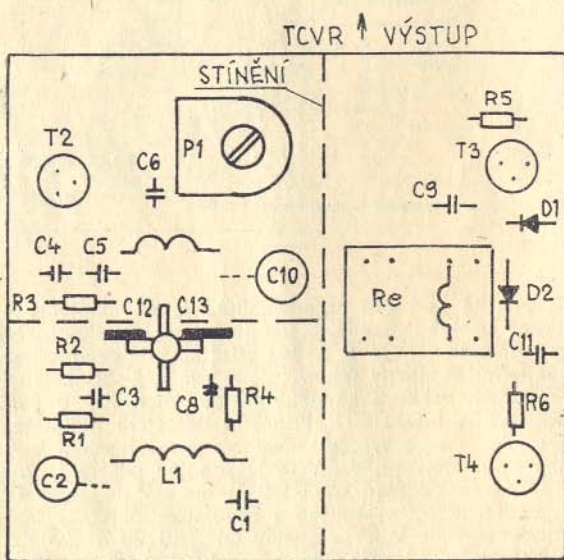 TCVR ↑ VÝSTUP
STÍNĚNÍ
R5
T2
P1
T3
C6
C9
D1
C4 C5
C10
Re
D2
R3
C12 C13
R2
C11
C3
C8
R4
R6
R1
C2
L1
T4
C1